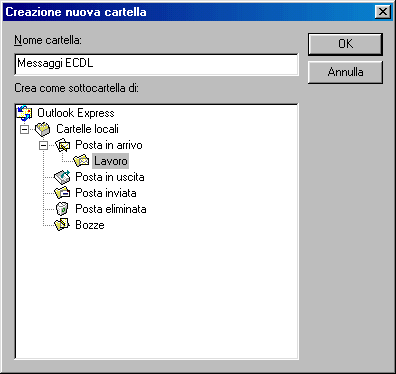 Creazione nuova cartella
Nome cartella:
OK
Messaggi ECDL
Annulla
Crea come sottocartella di:
Outlook Express
Cartelle locali
Posta in arrivo
Lavoro
Posta in uscita
Posta inviata
Posta eliminata
Bozze